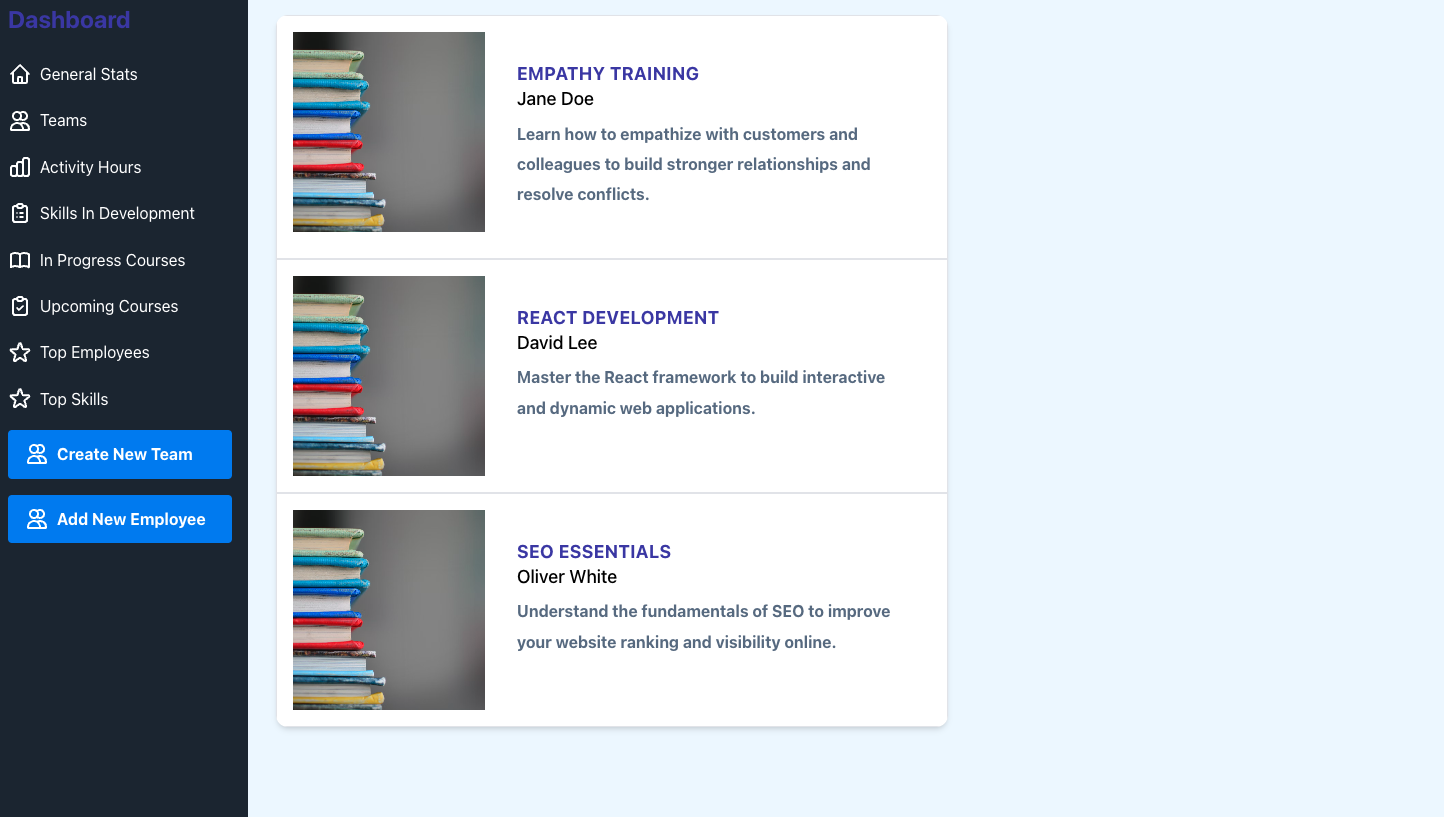 Dashboard
General Stats
Teams
Activity Hours
Skills In Development
In Progress Courses
Upcoming Courses
Top Employees
Top Skills
Create New Team
Add New Employee
EMPATHY TRAINING
Jane Doe
Learn how to empathize with customers and
colleagues to build stronger relationships and
resolve conflicts.
REACT DEVELOPMENT
David Lee
Master the React framework to build interactive
and dynamic web applications.
SEO ESSENTIALS
Oliver White
Understand the fundamentals of SEO to improve
your website ranking and visibility online.